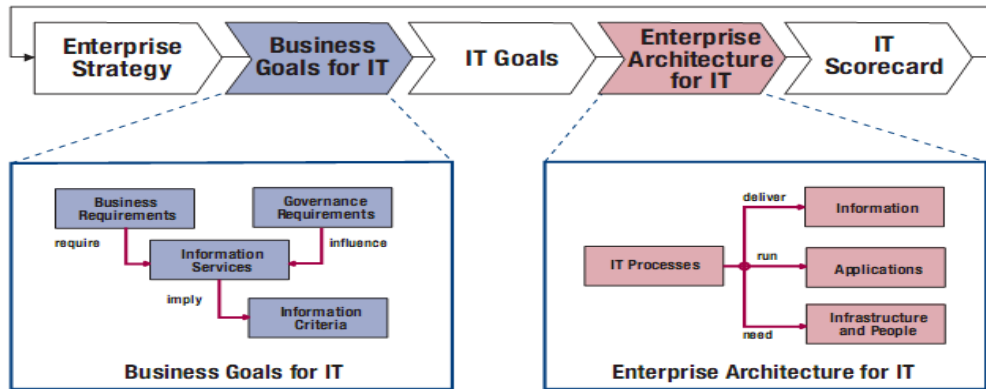 Enterprise
Strategy
Business
Goals for IT
IT Goals
Enterprise
Architecture
for IT
IT
Scorecard
Business
Requirements
Governance
Requirements
require
influence
Information
Services
imply
Information
Criteria
Business Goals for IT
deliver
Information
IT Processes
run
Applications
need
Infrastructure
and People
Enterprise Architecture for IT